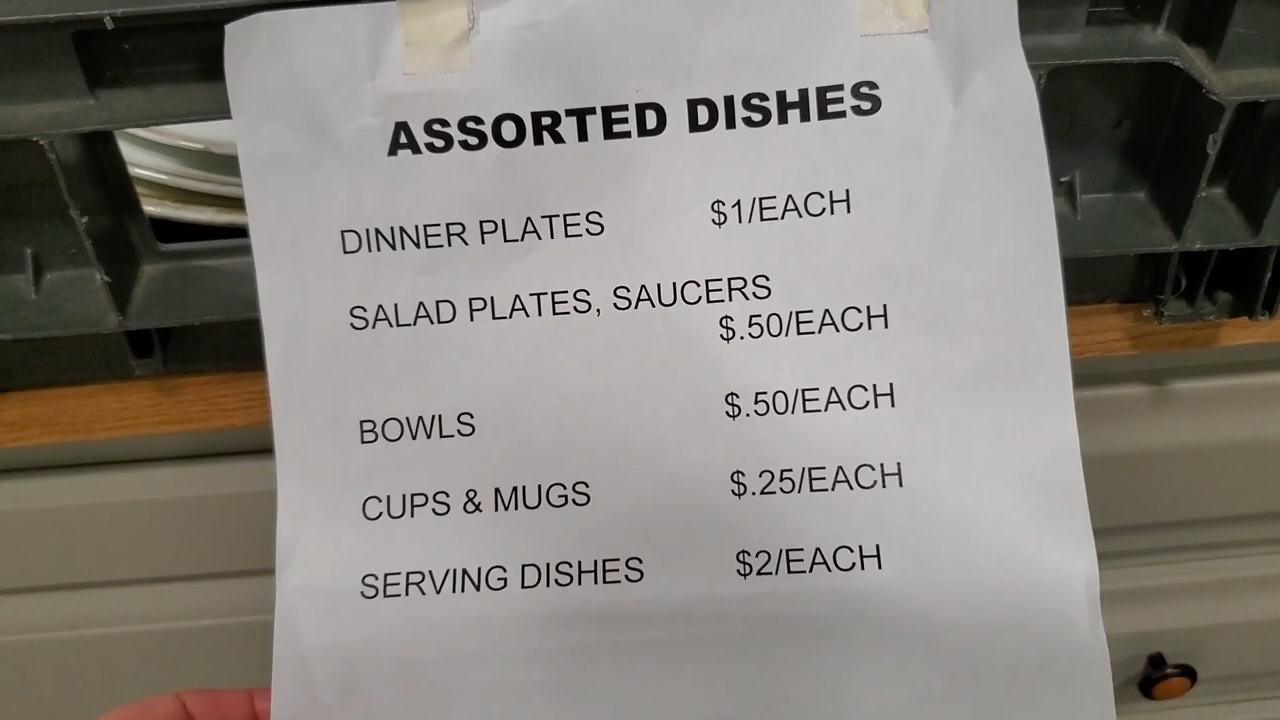 ASSORTED DISHES
DINNER PLATES $1/EACH
SALAD PLATES, SAUCERS
$.50/EACH
BOWLS $.50/EACH
CUPS & MUGS $.25/EACH
SERVING DISHES $2/EACH